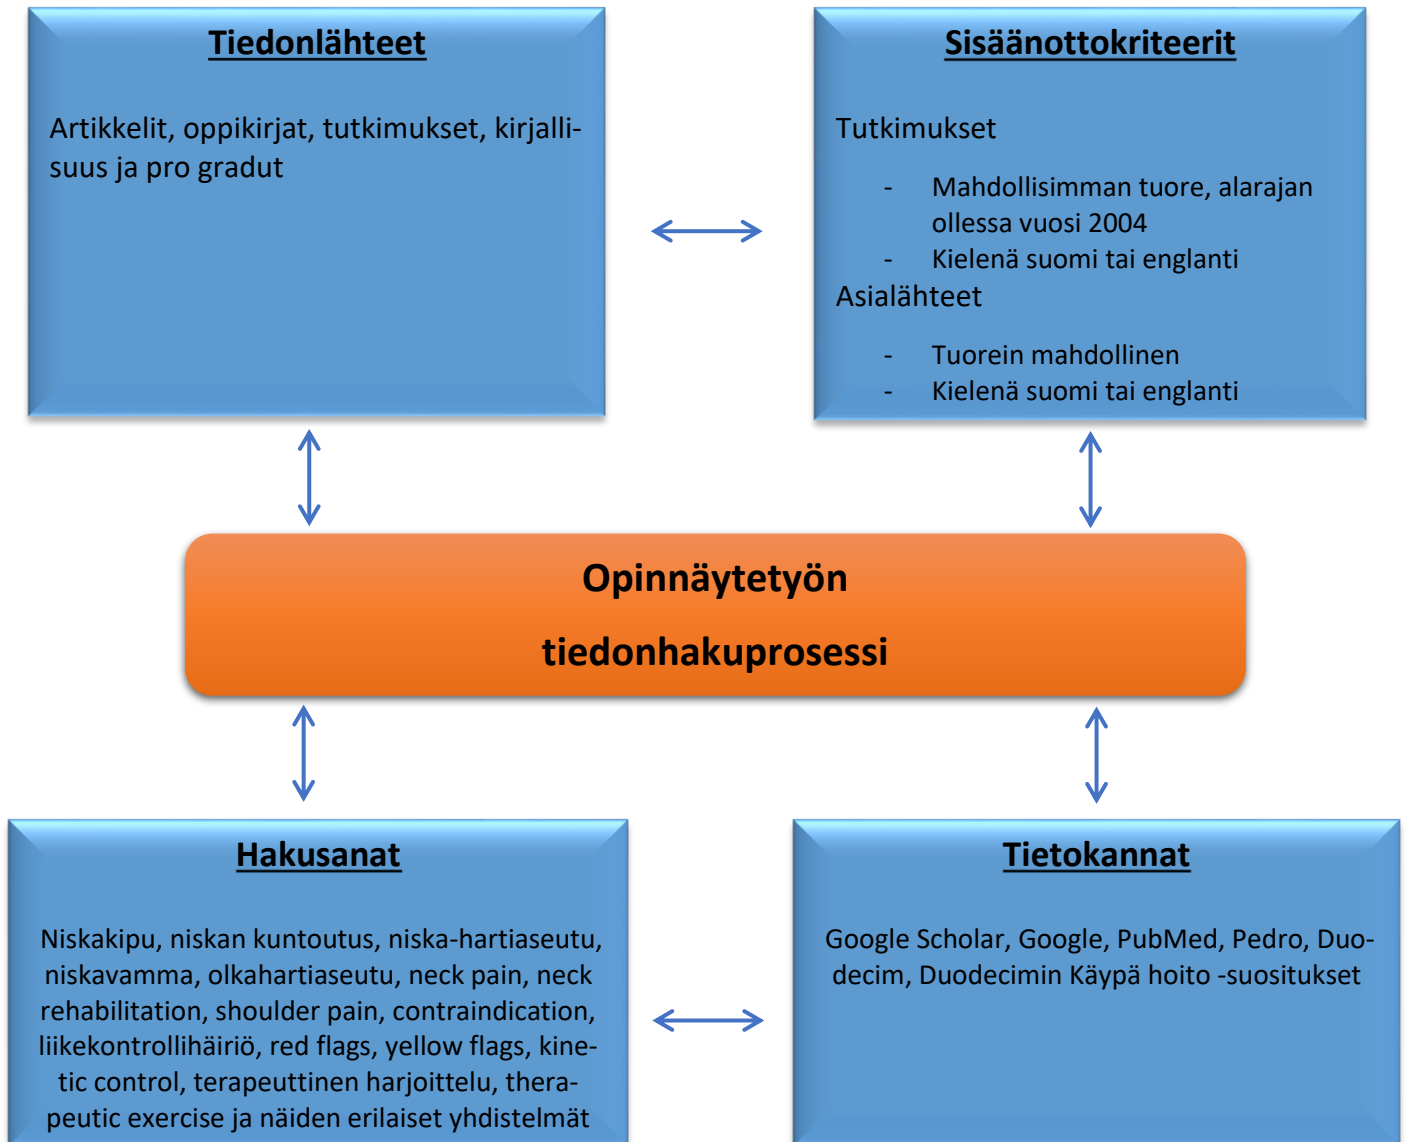 Tiedonlähteet
Artikkelit, oppikirjat, tutkimukset, kirjalli-
suus ja pro gradut
Sisäänottokriteerit
Tutkimukset
- Mahdollisimman tuore, alarajan
ollessa vuosi 2004
- Kielenä suomi tai englanti
Asialähteet
- Tuorein mahdollinen
- Kielenä suomi tai englanti
Opinnäytetyön
tiedonhakuprosessi
Hakusanat
Niskakipu, niskan kuntoutus, niska-hartiaseutu,
niskavamma, olkahartiaseutu, neck pain, neck
rehabilitation, shoulder pain, contraindication,
liikekontrollihäiriö, red flags, yellow flags, kine-
tic control, terapeuttinen harjoittelu, thera-
peutic exercise ja näiden erilaiset yhdistelmät
Tietokannat
Google Scholar, Google, PubMed, Pedro, Duo-
decim, Duodecimin Käypä hoito -suositukset